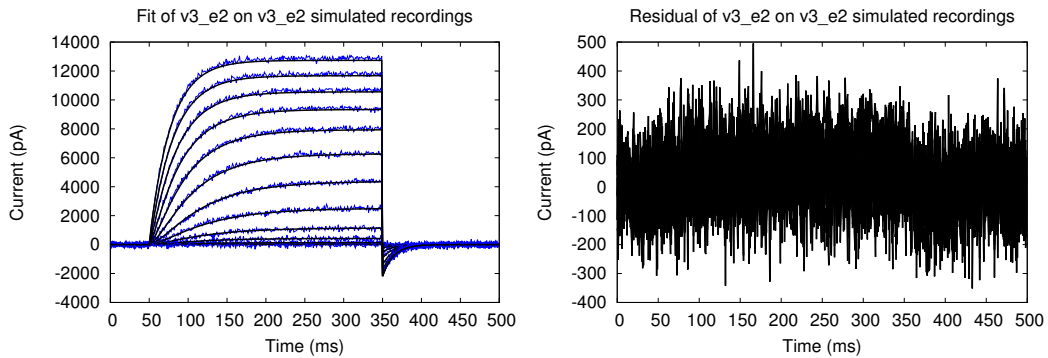 Fit of v3_e2 on v3_e2 simulated recordings
14000
12000
10000
8000
6000
4000
2000
0
-2000
-4000
Current (pA)
0 50 100 150 200 250 300 350 400 450 500
Time (ms)
Residual of v3_e2 on v3_e2 simulated recordings
500
400
300
200
100
0
-100
-200
-300
-400
Current (pA)
0 50 100 150 200 250 300 350 400 450 500
Time (ms)